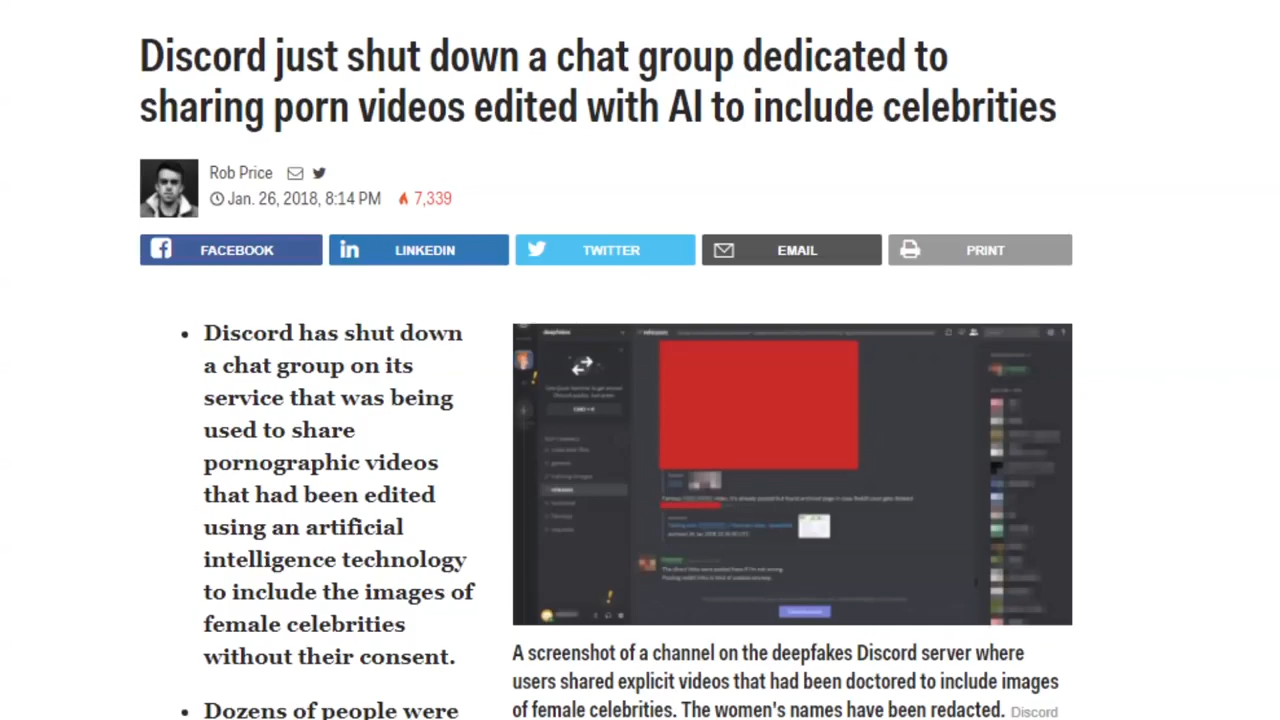 Discord just shut down a chat group dedicated to
sharing porn videos edited with AI to include celebrities
Rob Price
Jan. 26, 2018, 8:14 PM 7,339
FACEBOOK
LINKEDIN
TWITTER
EMAIL
PRINT
• Discord has shut down
a chat group on its
service that was being
used to share
pornographic videos
that had been edited
using an artificial
intelligence technology
to include the images of
female celebrities
without their consent.
• Dozens of people were
A screenshot of a channel on the deepfakes Discord server where
users shared explicit videos that had been doctored to include images
of female celebrities. The women's names have been redacted. Discord